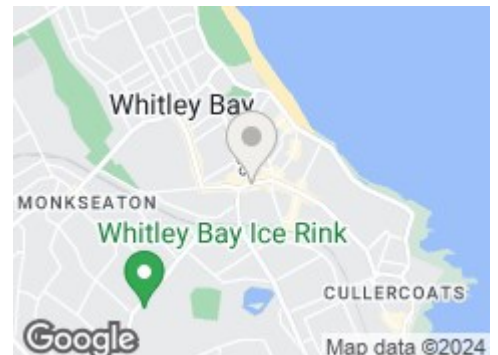 Whitley Bay
MONKSEATON
Whitley Bay Ice Rink
CULLERCOATS
Google
Map data ©2024